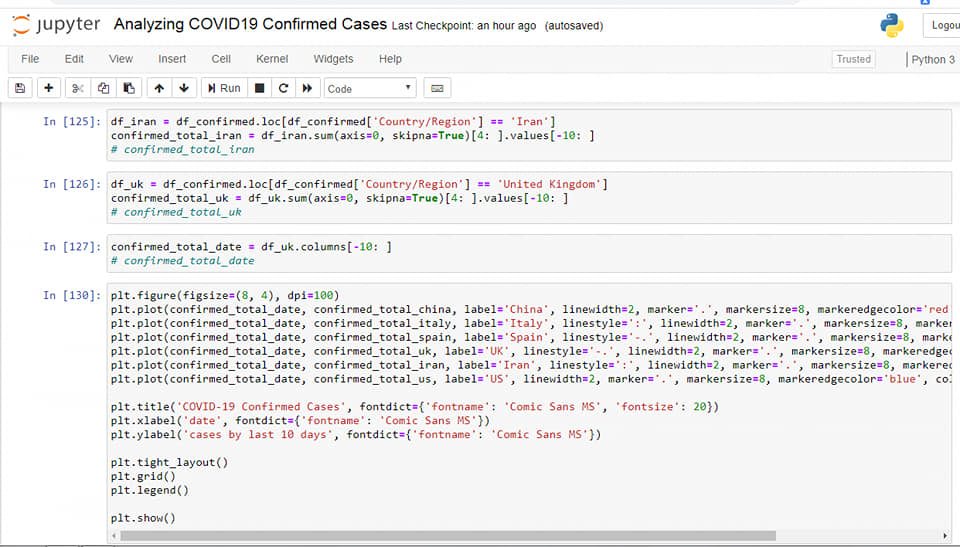 jupyter Analyzing COVID19 Confirmed Cases Last Checkpoint: an hour ago (autosaved) Logou
File Edit View Insert Cell Kernel Widgets Help Trusted Python 3
Run Code
In [125]: df_iran = df_confirmed.loc[df_confirmed['Country/Region'] == 'Iran']
confirmed_total_iran = df_iran.sum(axis=0, skipna=True)[4: ].values[-10: ]
# confirmed_total_iran
In [126]: df_uk = df_confirmed.loc[df_confirmed['Country/Region'] == 'United Kingdom']
confirmed_total_uk = df_uk.sum(axis=0, skipna=True)[4: ].values[-10: ]
# confirmed_total_uk
In [127]: confirmed_total_date = df_uk.columns[-10: ]
# confirmed_total_date
In [130]: plt.figure(figsize=(8, 4), dpi=100)
plt.plot(confirmed_total_date, confirmed_total_china, label='China', linewidth=2, marker='.', markersize=8, markeredgecolor='red
plt.plot(confirmed_total_date, confirmed_total_italy, label='Italy', linestyle=':', linewidth=2, marker='.', markersize=8, marker
plt.plot(confirmed_total_date, confirmed_total_spain, label='Spain', linestyle='-.', linewidth=2, marker='.', markersize=8, marke
plt.plot(confirmed_total_date, confirmed_total_uk, label='UK', linestyle='-.', linewidth=2, marker='.', markersize=8, markeredge
plt.plot(confirmed_total_date, confirmed_total_iran, label='Iran', linestyle=':', linewidth=2, marker='.', markersize=8, markered
plt.plot(confirmed_total_date, confirmed_total_us, label='US', linewidth=2, marker='.', markersize=8, markeredgecolor='blue', col
plt.title('COVID-19 Confirmed Cases', fontdict={'fontname': 'Comic Sans MS', 'fontsize': 20})
plt.xlabel('date', fontdict={'fontname': 'Comic Sans MS'})
plt.ylabel('cases by last 10 days', fontdict={'fontname': 'Comic Sans MS'})
plt.tight_layout()
plt.grid()
plt.legend()
plt.show()